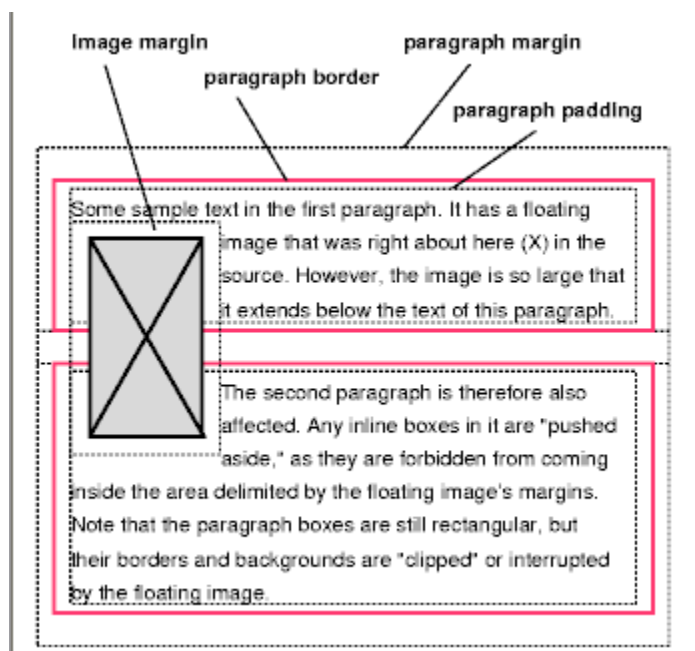 Image margin
paragraph margin
paragraph border
paragraph padding
Some sample text in the first paragraph. It has a floating
image that was right about here (X) in the
source. However, the image is so large that
it extends below the text of this paragraph.
The second paragraph is therefore also
affected. Any inline boxes in it are "pushed
aside," as they are forbidden from coming
inside the area delimited by the floating image's margins.
Note that the paragraph boxes are still rectangular, but
their borders and backgrounds are "clipped" or interrupted
by the floating image.